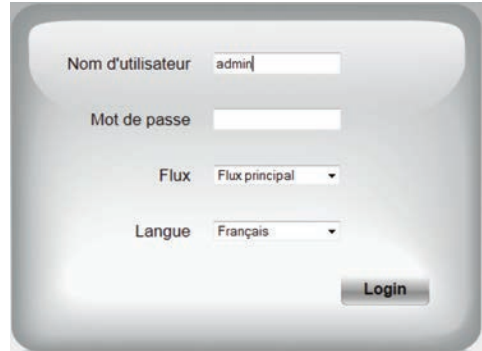 Nom d'utilisateur admin
Mot de passe
Flux Flux principal
Langue Français
Login